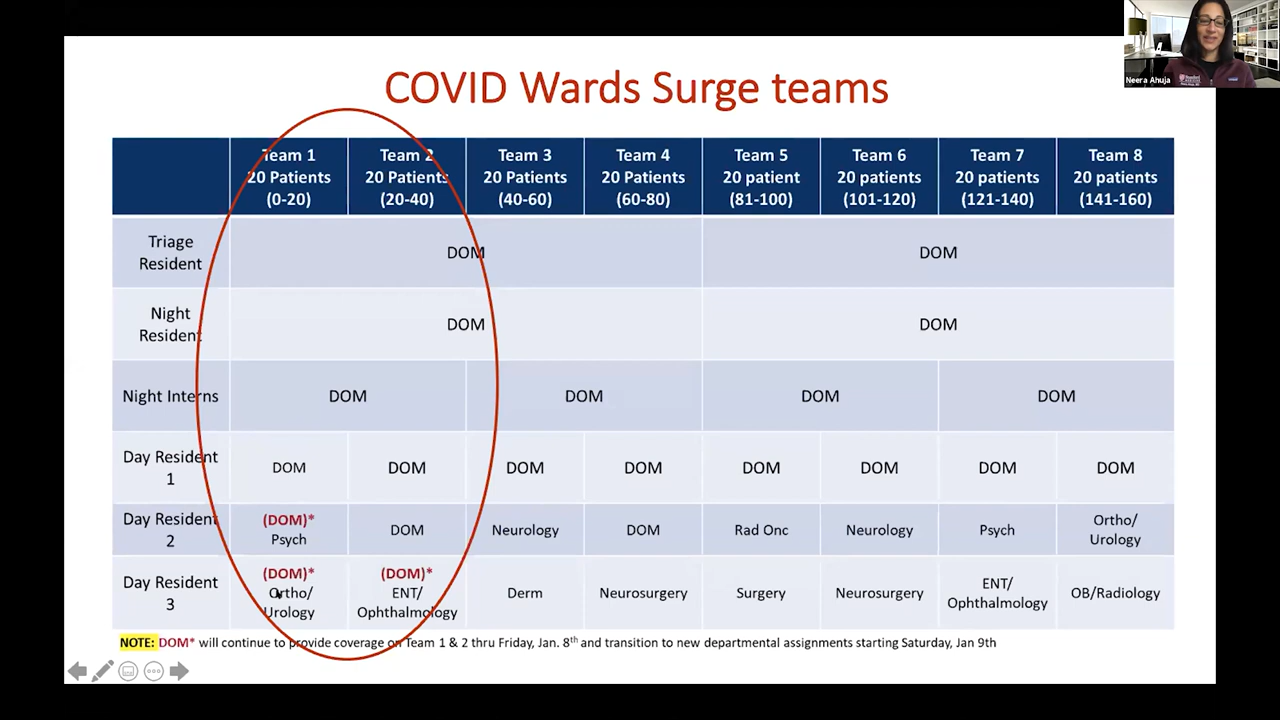 Neera Ahuja
COVID Wards Surge teams
Team 1
20 Patients
(0-20)
Team 2
20 Patients
(20-40)
Team 3
20 Patients
(40-60)
Team 4
20 Patients
(60-80)
Team 5
20 patient
(81-100)
Team 6
20 patients
(101-120)
Team 7
20 patients
(121-140)
Team 8
20 patients
(141-160)
Triage
Resident
DOM
DOM
Night
Resident
DOM
DOM
Night Interns
DOM
DOM
DOM
DOM
Day Resident
1
DOM
DOM
DOM
DOM
DOM
DOM
DOM
DOM
Day Resident
2
(DOM)*
Psych
DOM
Neurology
DOM
Rad Onc
Neurology
Psych
Ortho/
Urology
Day Resident
3
(DOM)*
Ortho/
Urology
(DOM)*
ENT/
Ophthalmology
Derm
Neurosurgery
Surgery
Neurosurgery
ENT/
Ophthalmology
OB/Radiology
NOTE: DOM* will continue to provide coverage on Team 1 & 2 thru Friday, Jan. 8th and transition to new departmental assignments starting Saturday, Jan 9th